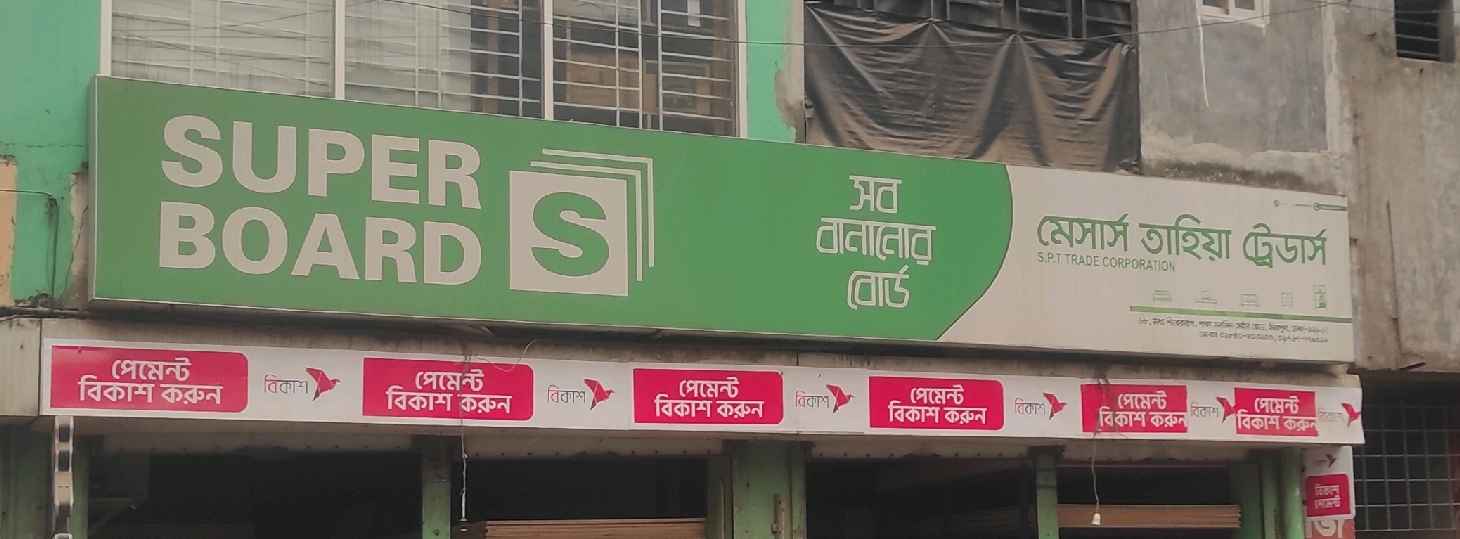 SUPER
BOARD
S
সব
বানানোর
বোর্ড
মেসার্স তাহিয়া ট্রেডার্স
S.P.T TRADE CORPORATION
পেমেন্ট
বিকাশ করুন
বিকাশ
পেমেন্ট
বিকাশ করুন
বিকাশ
পেমেন্ট
বিকাশ করুন
বিকাশ
পেমেন্ট
বিকাশ করুন
বিকাশ
পেমেন্ট
বিকাশ করুন
বিকাশ
পেমেন্ট
বিকাশ করুন
বিকাশ
বিকাশ
পেমেন্ট